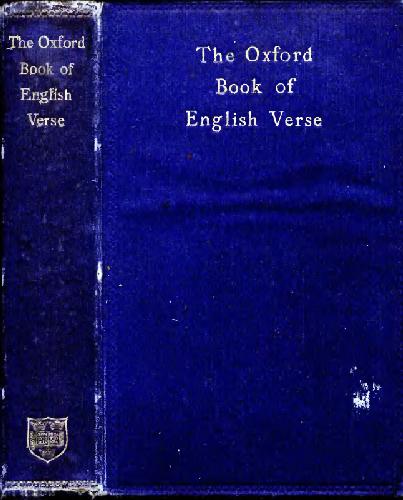 The Oxford
Book of
English
Verse
The Oxford
Book of
English Verse